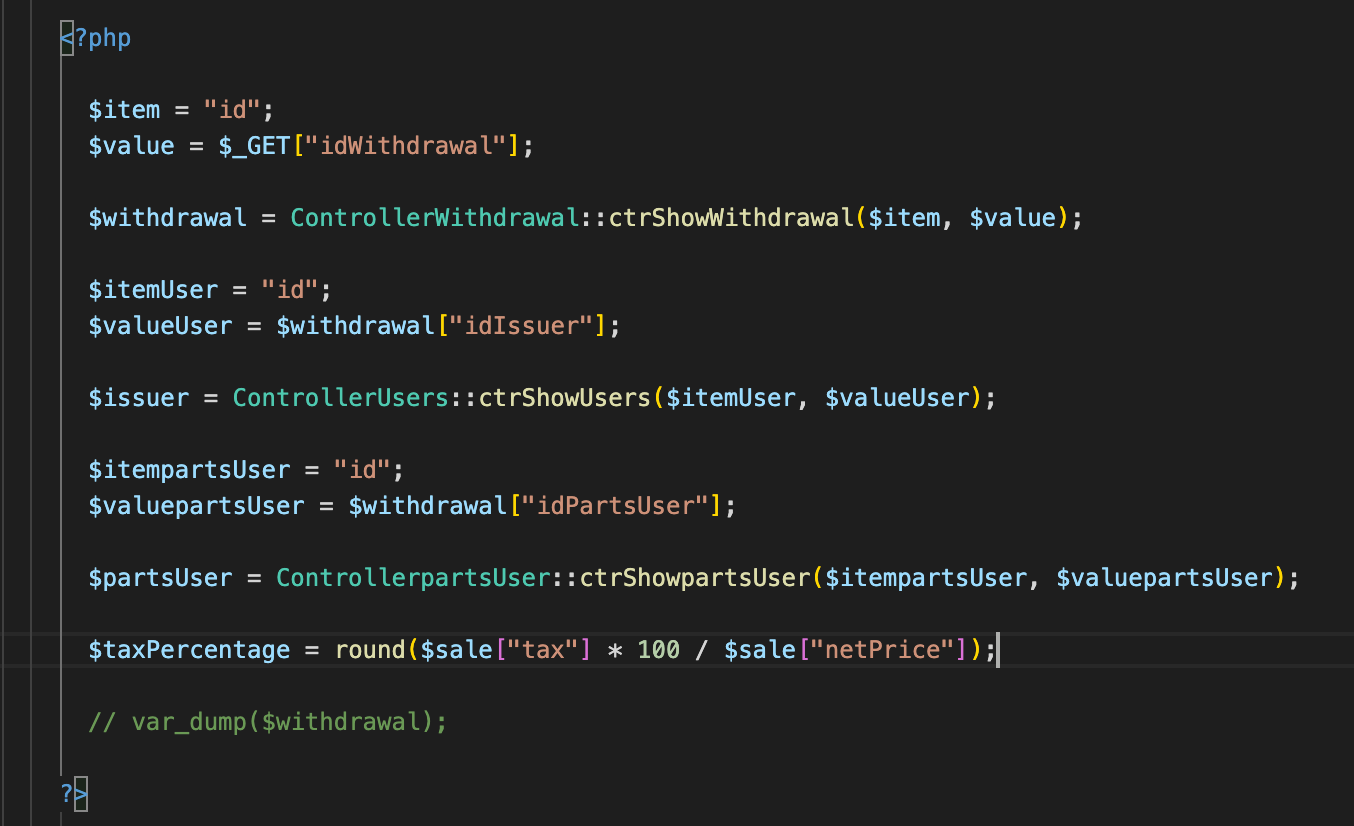 <?php
$item = "id";
$value = $_GET["idWithdrawal"];
$withdrawal = ControllerWithdrawal::ctrShowWithdrawal($item, $value);
$itemUser = "id";
$valueUser = $withdrawal["idIssuer"];
$issuer = ControllerUsers::ctrShowUsers($itemUser, $valueUser);
$itempartsUser = "id";
$valuepartsUser = $withdrawal["idPartsUser"];
$partsUser = ControllerpartsUser::ctrShowpartsUser($itempartsUser, $valuepartsUser);
$taxPercentage = round($sale["tax"] * 100 / $sale["netPrice"]);
// var_dump($withdrawal);
?>